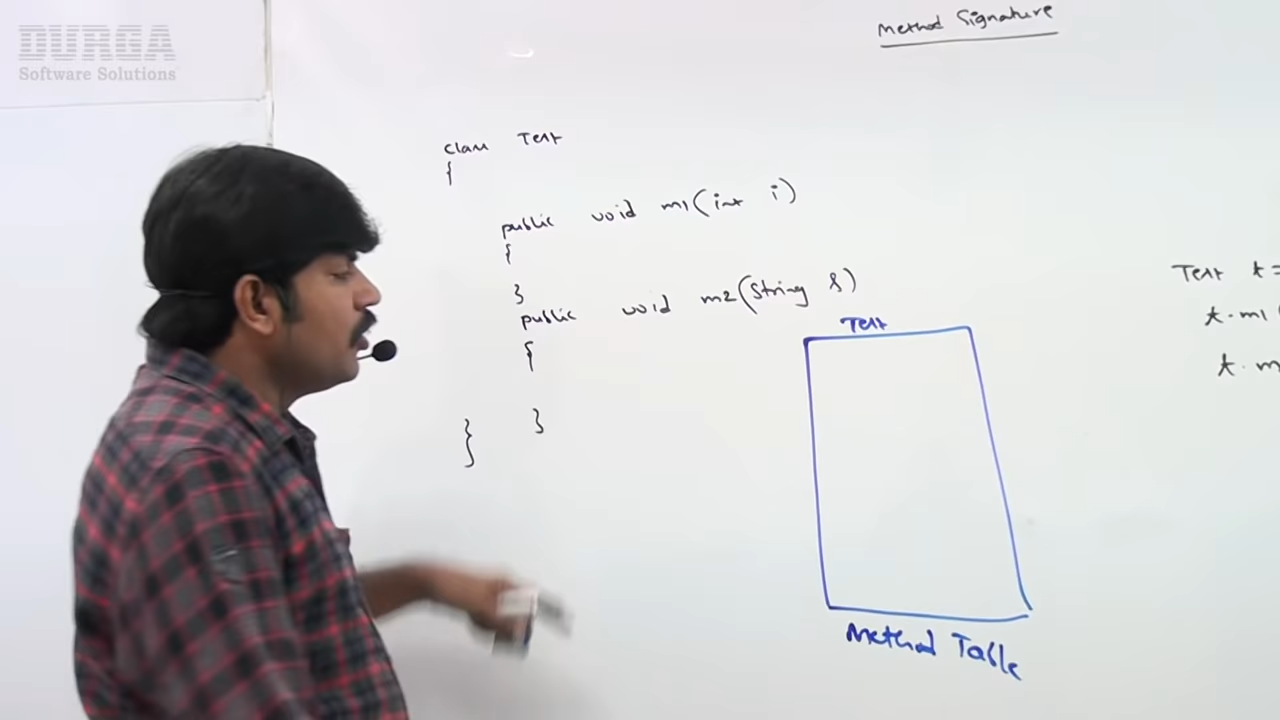 DURGA
Software Solutions
Method Signature
class Test
{
public void m1(int i)
{
}
public void m2(String s)
{
}
}
Test
Method Table
Test t =
t.m1(
t.m